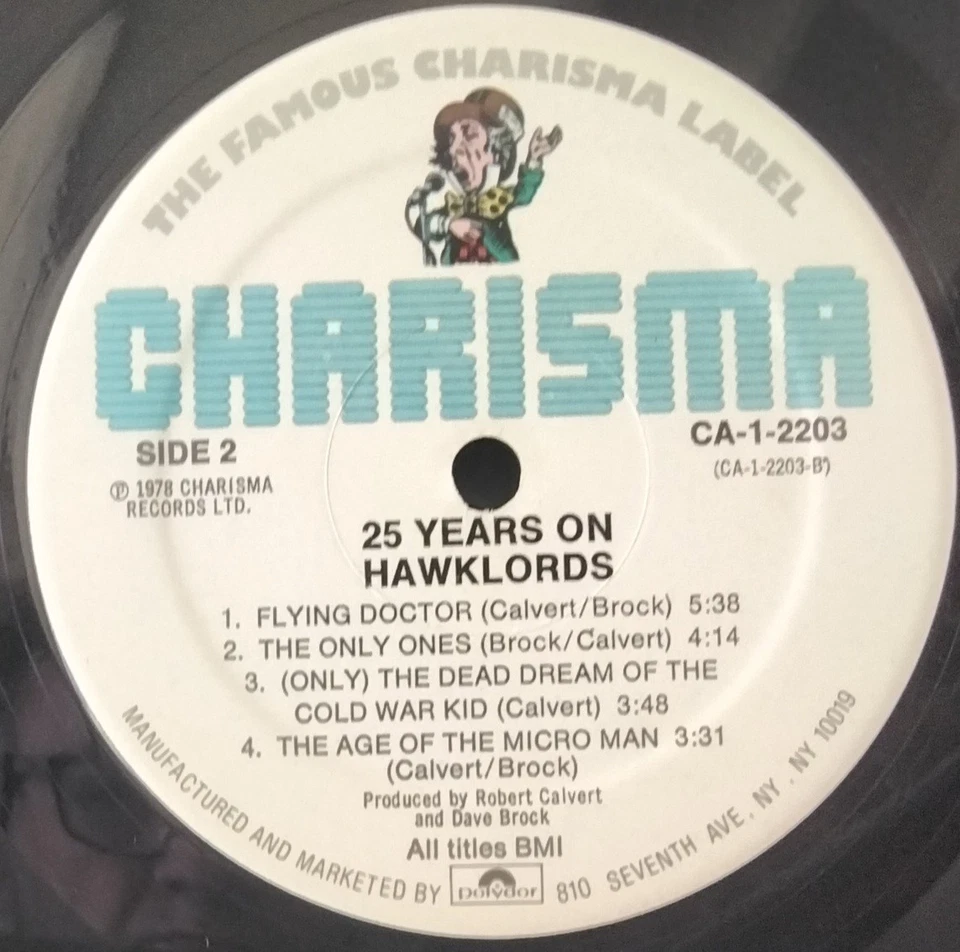 THE FAMOUS CHARISMA LABEL
CHARISMA
SIDE 2
℗ 1978 CHARISMA
RECORDS LTD.
CA-1-2203
(CA-1-2203-B)
25 YEARS ON
HAWKLORDS
1. FLYING DOCTOR (Calvert/Brock) 5:38
2. THE ONLY ONES (Brock/Calvert) 4:14
3. (ONLY) THE DEAD DREAM OF THE
COLD WAR KID (Calvert) 3:48
4. THE AGE OF THE MICRO MAN 3:31
(Calvert/Brock)
Produced by Robert Calvert
and Dave Brock
All titles BMI
MANUFACTURED AND MARKETED BY polydor 810 SEVENTH AVE. NY . NY 10019